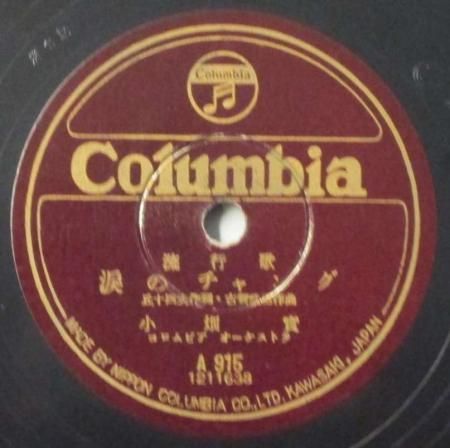 Columbia
Columbia
流行歌
涙のチャング
小畑實
コロムビア オーケストラ
A 915
1211638
MADE BY NIPPON COLUMBIA CO., LTD. KAWASAKI, JAPAN